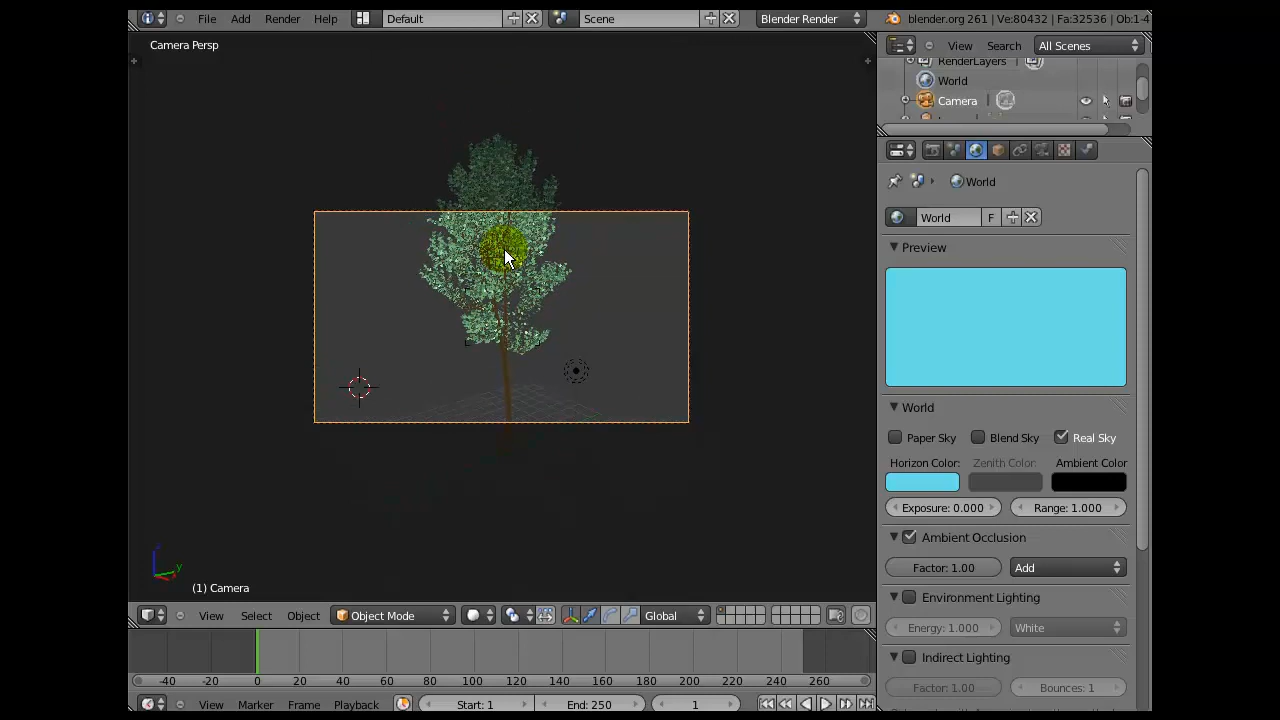 File Add Render Help Default Scene Blender Render blender.org 261 | Ve:80432 | Fa:32536 | Ob:1-4
Camera Persp
View Search All Scenes
RenderLayers
World
Camera
World
World F
Preview
World
Paper Sky Blend Sky Real Sky
Horizon Color: Zenith Color: Ambient Color
Exposure: 0.000 Range: 1.000
Ambient Occlusion
Factor: 1.00 Add
Environment Lighting
Energy: 1.000 White
Indirect Lighting
Factor: 1.00 Bounces: 1
z
y
(1) Camera
View Select Object Object Mode Global
-40 -20 0 20 40 60 80 100 120 140 160 180 200 220 240 260
View Marker Frame Playback Start: 1 End: 250 1